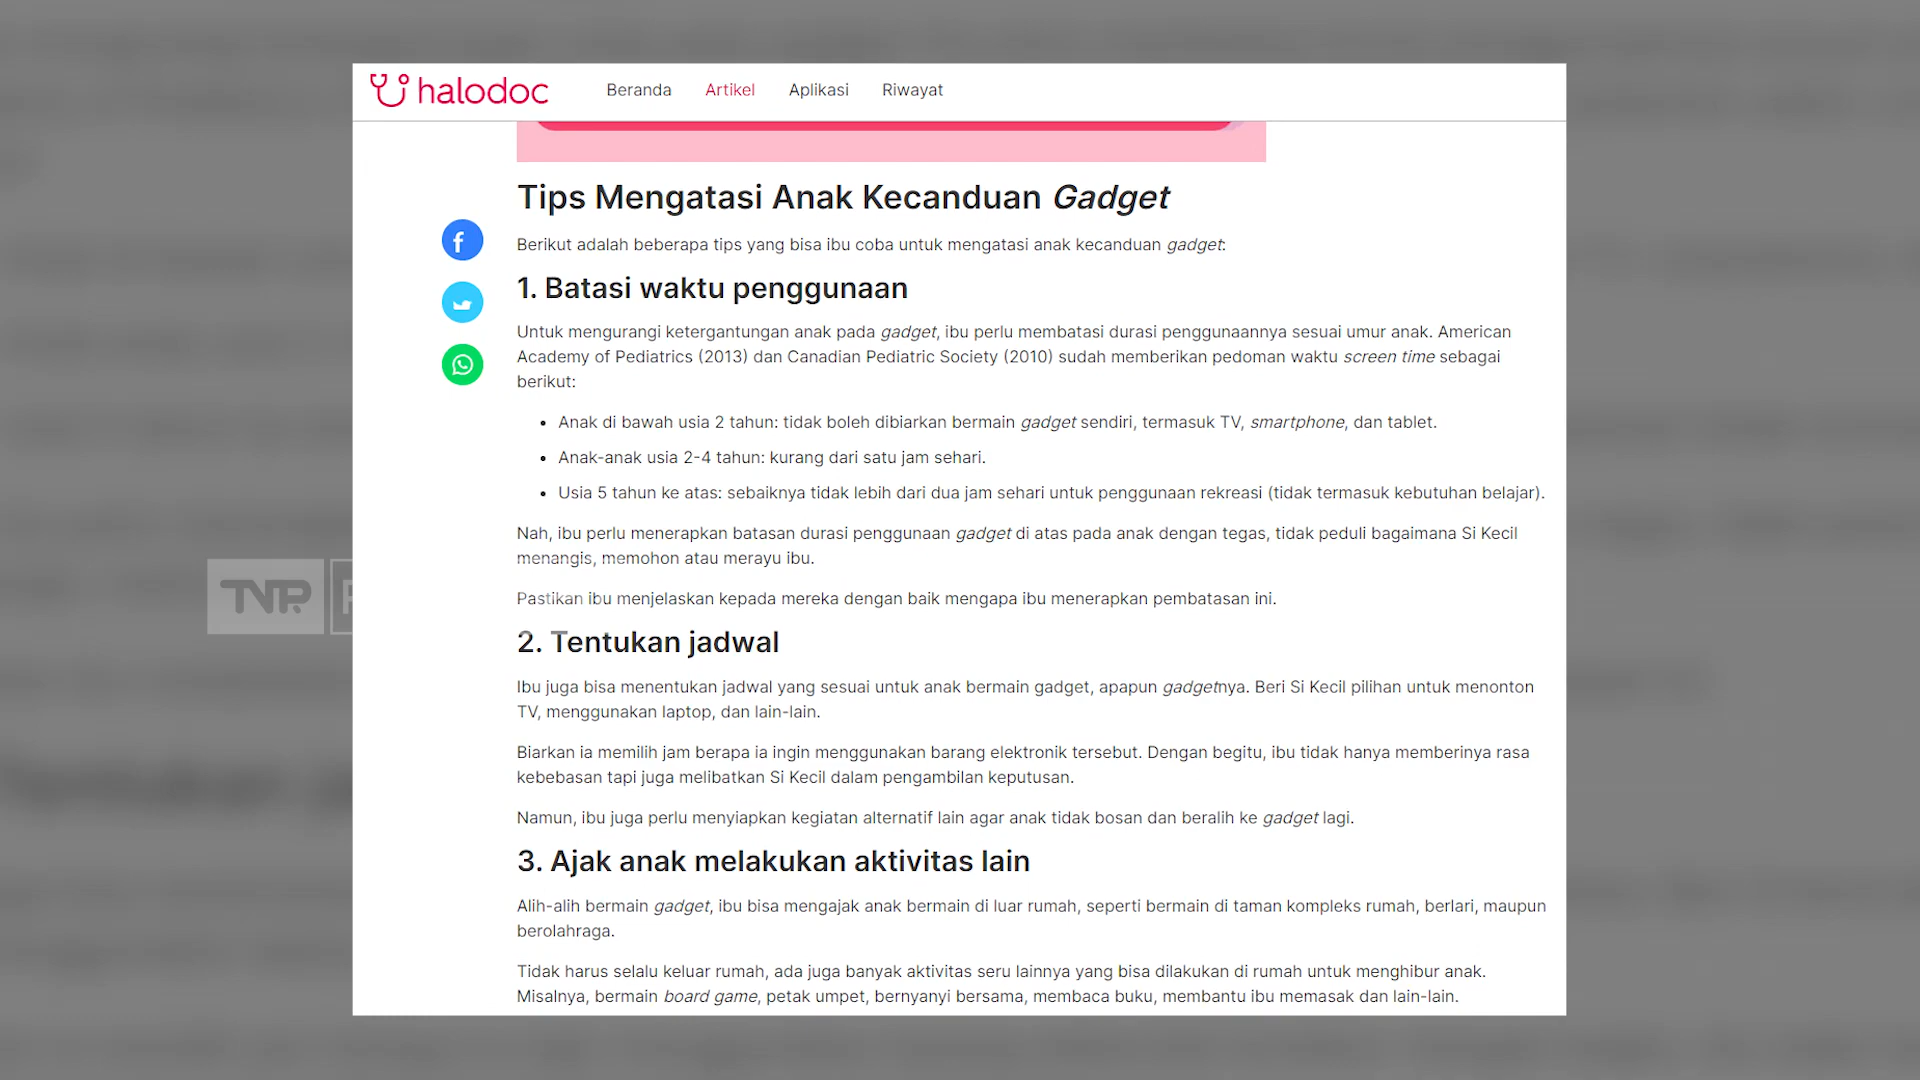 halodoc Beranda Artikel Aplikasi Riwayat
Tips Mengatasi Anak Kecanduan Gadget
Berikut adalah beberapa tips yang bisa ibu coba untuk mengatasi anak kecanduan gadget:
1. Batasi waktu penggunaan
Untuk mengurangi ketergantungan anak pada gadget, ibu perlu membatasi durasi penggunaannya sesuai umur anak. American
Academy of Pediatrics (2013) dan Canadian Pediatric Society (2010) sudah memberikan pedoman waktu screen time sebagai
berikut:
• Anak di bawah usia 2 tahun: tidak boleh dibiarkan bermain gadget sendiri, termasuk TV, smartphone, dan tablet.
• Anak-anak usia 2-4 tahun: kurang dari satu jam sehari.
• Usia 5 tahun ke atas: sebaiknya tidak lebih dari dua jam sehari untuk penggunaan rekreasi (tidak termasuk kebutuhan belajar).
Nah, ibu perlu menerapkan batasan durasi penggunaan gadget di atas pada anak dengan tegas, tidak peduli bagaimana Si Kecil
menangis, memohon atau merayu ibu.
TNP
Pastikan ibu menjelaskan kepada mereka dengan baik mengapa ibu menerapkan pembatasan ini.
2. Tentukan jadwal
Ibu juga bisa menentukan jadwal yang sesuai untuk anak bermain gadget, apapun gadgetnya. Beri Si Kecil pilihan untuk menonton
TV, menggunakan laptop, dan lain-lain.
Biarkan ia memilih jam berapa ia ingin menggunakan barang elektronik tersebut. Dengan begitu, ibu tidak hanya memberinya rasa
kebebasan tapi juga melibatkan Si Kecil dalam pengambilan keputusan.
Namun, ibu juga perlu menyiapkan kegiatan alternatif lain agar anak tidak bosan dan beralih ke gadget lagi.
3. Ajak anak melakukan aktivitas lain
Alih-alih bermain gadget, ibu bisa mengajak anak bermain di luar rumah, seperti bermain di taman kompleks rumah, berlari, maupun
berolahraga.
Tidak harus selalu keluar rumah, ada juga banyak aktivitas seru lainnya yang bisa dilakukan di rumah untuk menghibur anak.
Misalnya, bermain board game, petak umpet, bernyanyi bersama, membaca buku, membantu ibu memasak dan lain-lain.